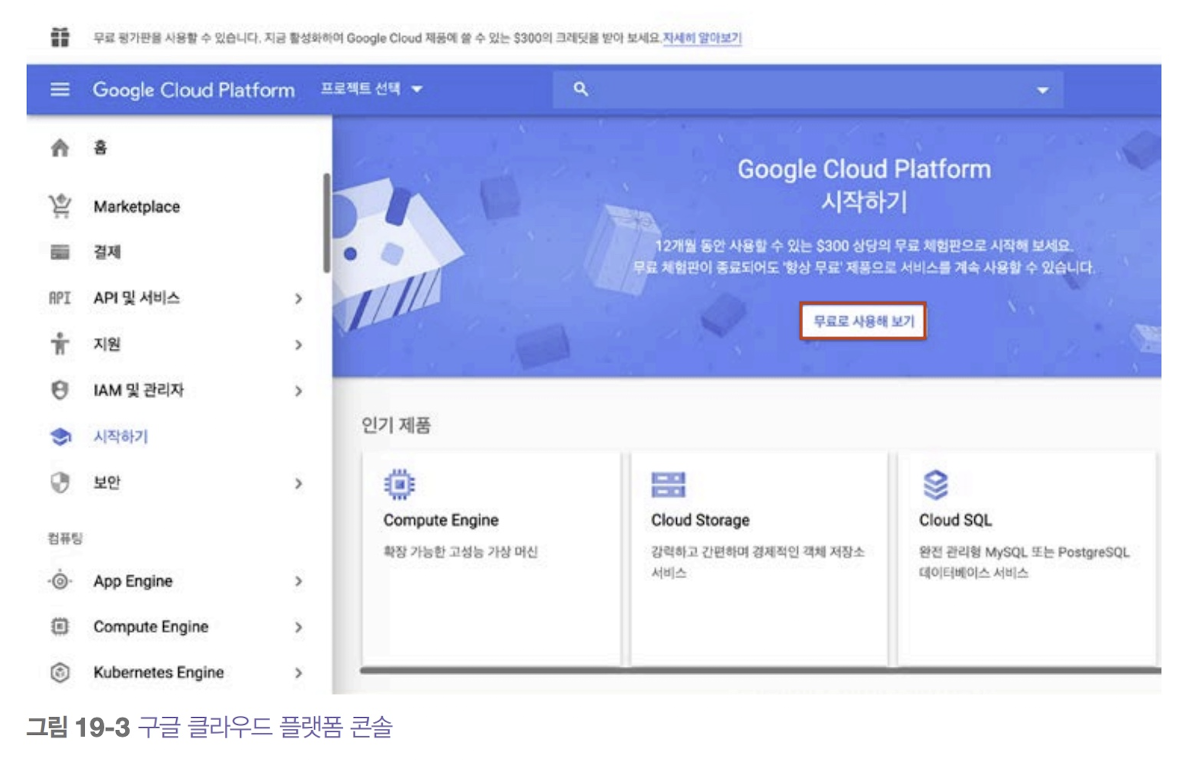 무료 평가판을 사용할 수 있습니다. 지금 활성화하여 Google Cloud 제품에 쓸 수 있는 $300의 크레딧을 받아 보세요.자세히 알아보기
Google Cloud Platform 프로젝트 선택
홈
Marketplace
결제
API API 및 서비스
지원
IAM 및 관리자
시작하기
보안
컴퓨팅
App Engine
Compute Engine
Kubernetes Engine
Google Cloud Platform
시작하기
12개월 동안 사용할 수 있는 $300 상당의 무료 체험판으로 시작해 보세요.
무료 체험판이 종료되어도 '항상 무료' 제품으로 서비스를 계속 사용할 수 있습니다.
무료로 사용해 보기
인기 제품
Compute Engine
확장 가능한 고성능 가상 머신
Cloud Storage
강력하고 간편하며 경제적인 객체 저장소
서비스
Cloud SQL
완전 관리형 MySQL 또는 PostgreSQL
데이터베이스 서비스
그림 19-3 구글 클라우드 플랫폼 콘솔